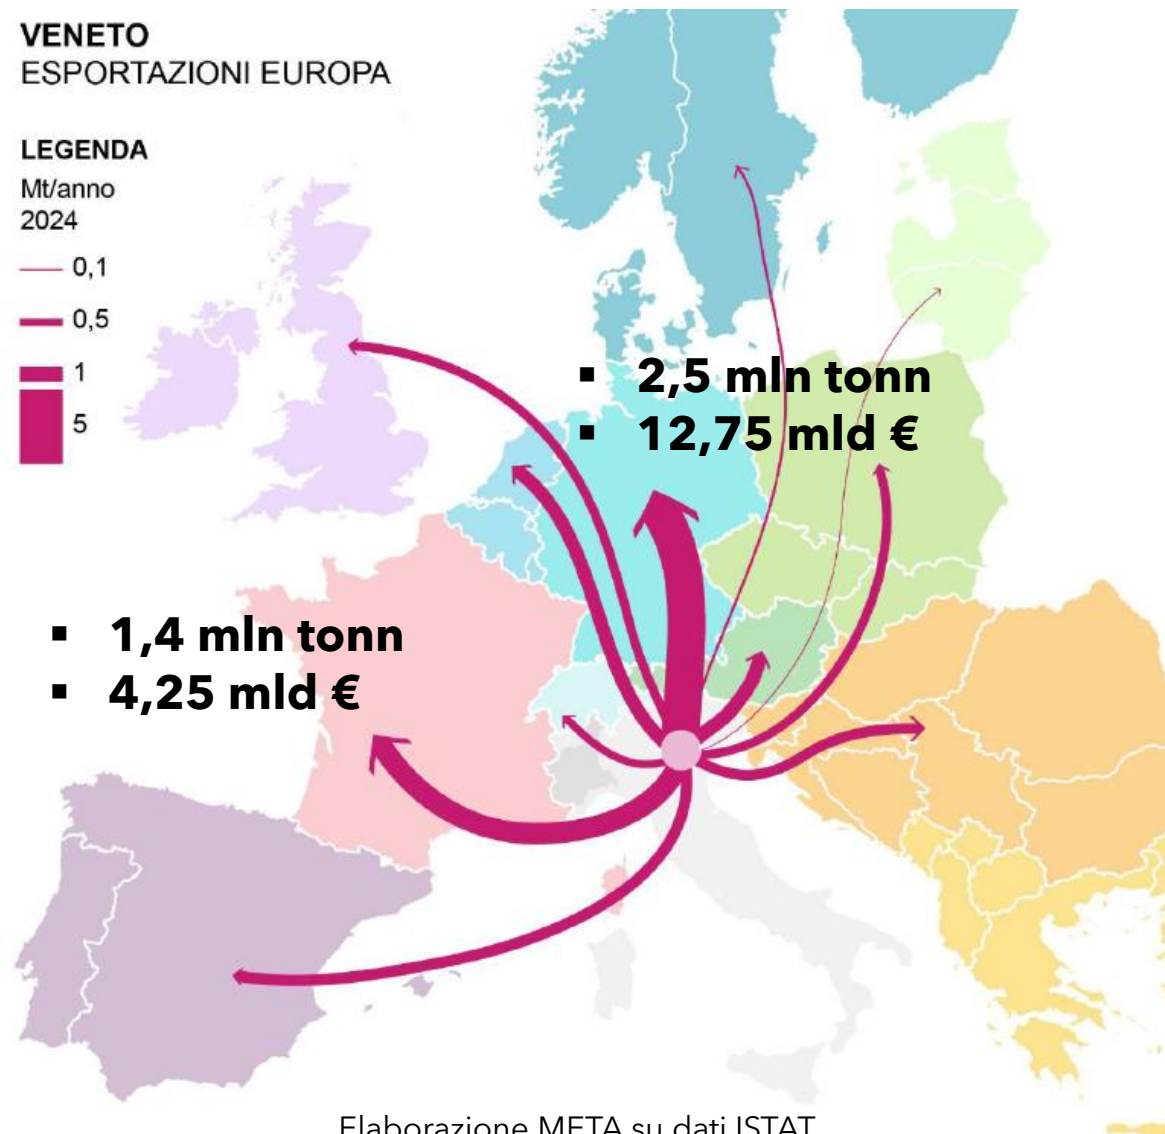 VENETO
ESPORTAZIONI EUROPA
LEGENDA
Mt/anno
2024
0,1
0,5
1
5
▪ 2,5 mln tonn
▪ 12,75 mld €
▪ 1,4 mln tonn
▪ 4,25 mld €
Elaborazione META su dati ISTAT